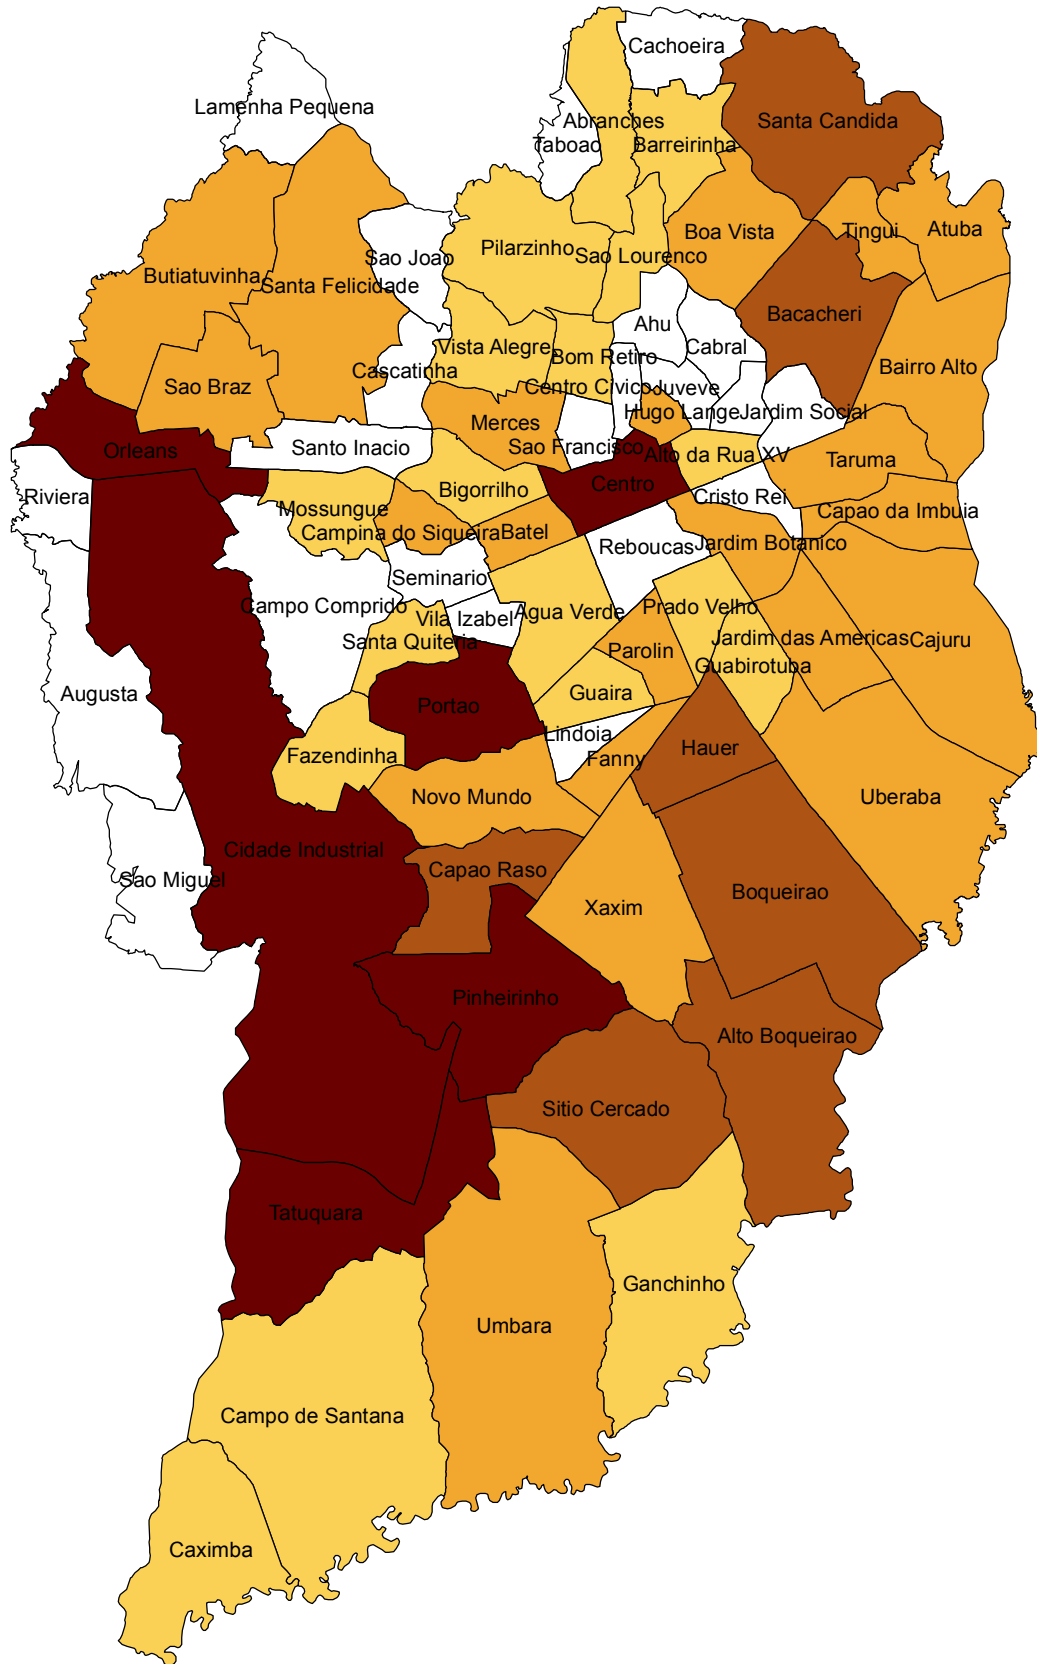 Cachoeira
Lamenha Pequena
Abranches
Santa Candida
Taboao
Barreirinha
Boa Vista
Tingui
Atuba
Pilarzinho
Sao Lourenco
Sao Joao
Butiatuvinha
Santa Felicidade
Bacacheri
Ahu
Cabral
Vista Alegre
Bom Retiro
Bairro Alto
Cascatinha
Sao Braz
Centro Civico
Juveve
Hugo Lange
Jardim Social
Merces
Sao Francisco
Santo Inacio
Orleans
Alto da Rua XV
Taruma
Centro
Bigorrilho
Riviera
Cristo Rei
Mossungue
Capao da Imbuia
Campina do Siqueira
Batel
Reboucas
Jardim Botanico
Seminario
Campo Comprido
Vila Izabel
Agua Verde
Prado Velho
Santa Quiteria
Parolin
Jardim das Americas
Cajuru
Guabirotuba
Augusta
Guaira
Portao
Lindoia
Hauer
Fazendinha
Fanny
Novo Mundo
Uberaba
Cidade Industrial
Capao Raso
Sao Miguel
Boqueirao
Xaxim
Pinheirinho
Alto Boqueirao
Sitio Cercado
Tatuquara
Ganchinho
Umbara
Campo de Santana
Caximba